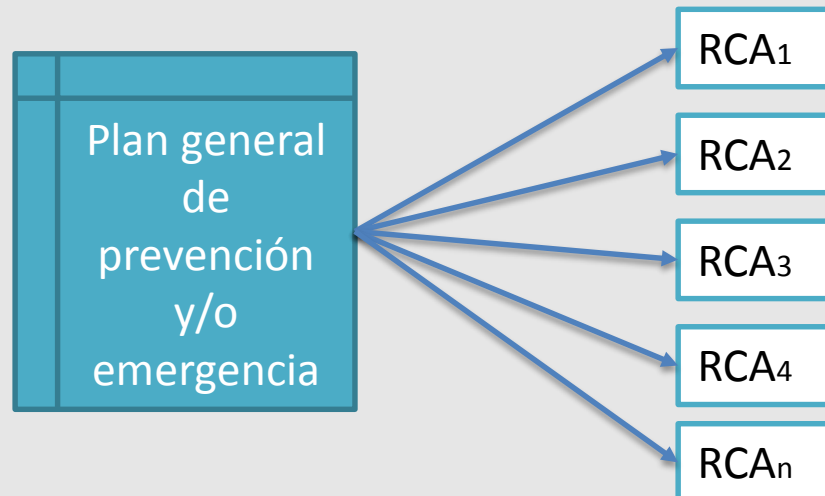 Plan general
de
prevención
y/o
emergencia
RCA1
RCA2
RCA3
RCA4
RCAn